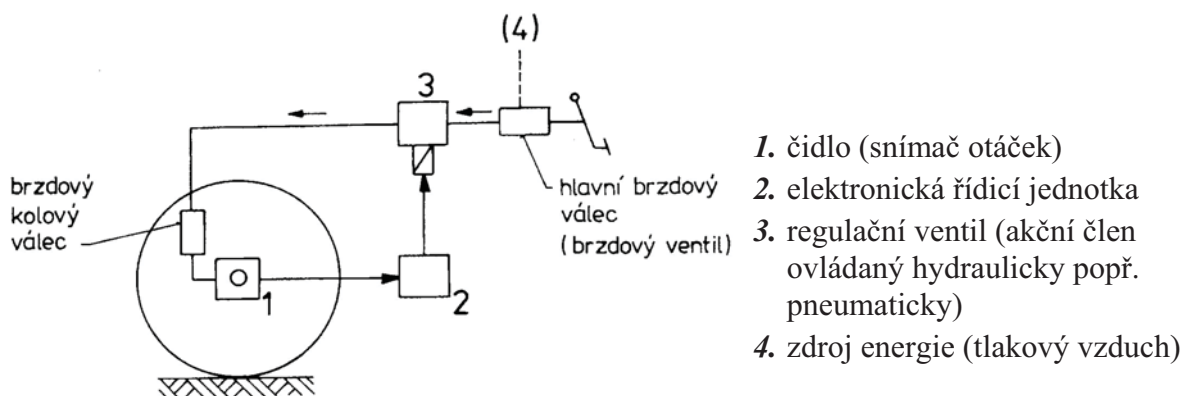 (4)
3
brzdový
kolový
válec
hlavní brzdový
válec
(brzdový ventil)
1
2
1. čidlo (snímač otáček)
2. elektronická řídicí jednotka
3. regulační ventil (akční člen
ovládaný hydraulicky popř.
pneumaticky)
4. zdroj energie (tlakový vzduch)